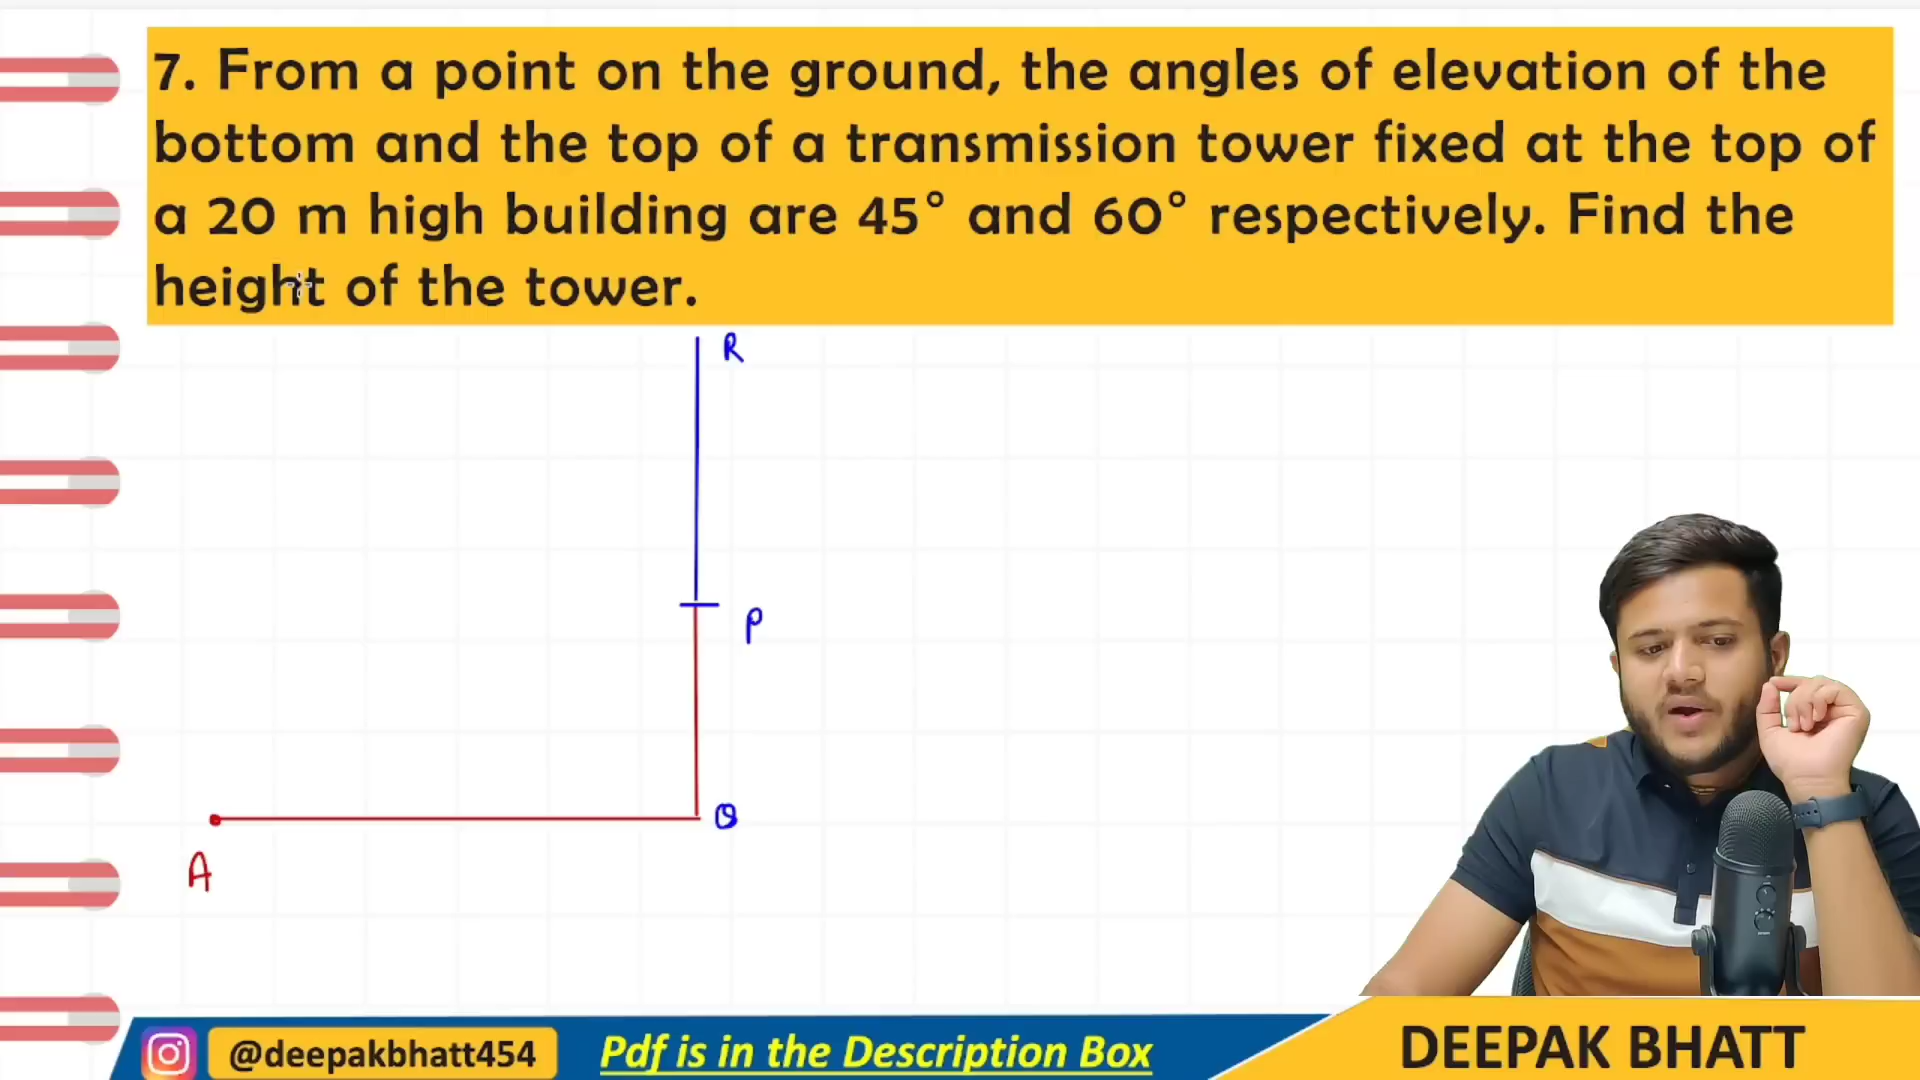 7. From a point on the ground, the angles of elevation of the
bottom and the top of a transmission tower fixed at the top of
a 20 m high building are 45° and 60° respectively. Find the
height of the tower.
R
P
Q
A
@deepakbhatt454
Pdf is in the Description Box
DEEPAK BHATT